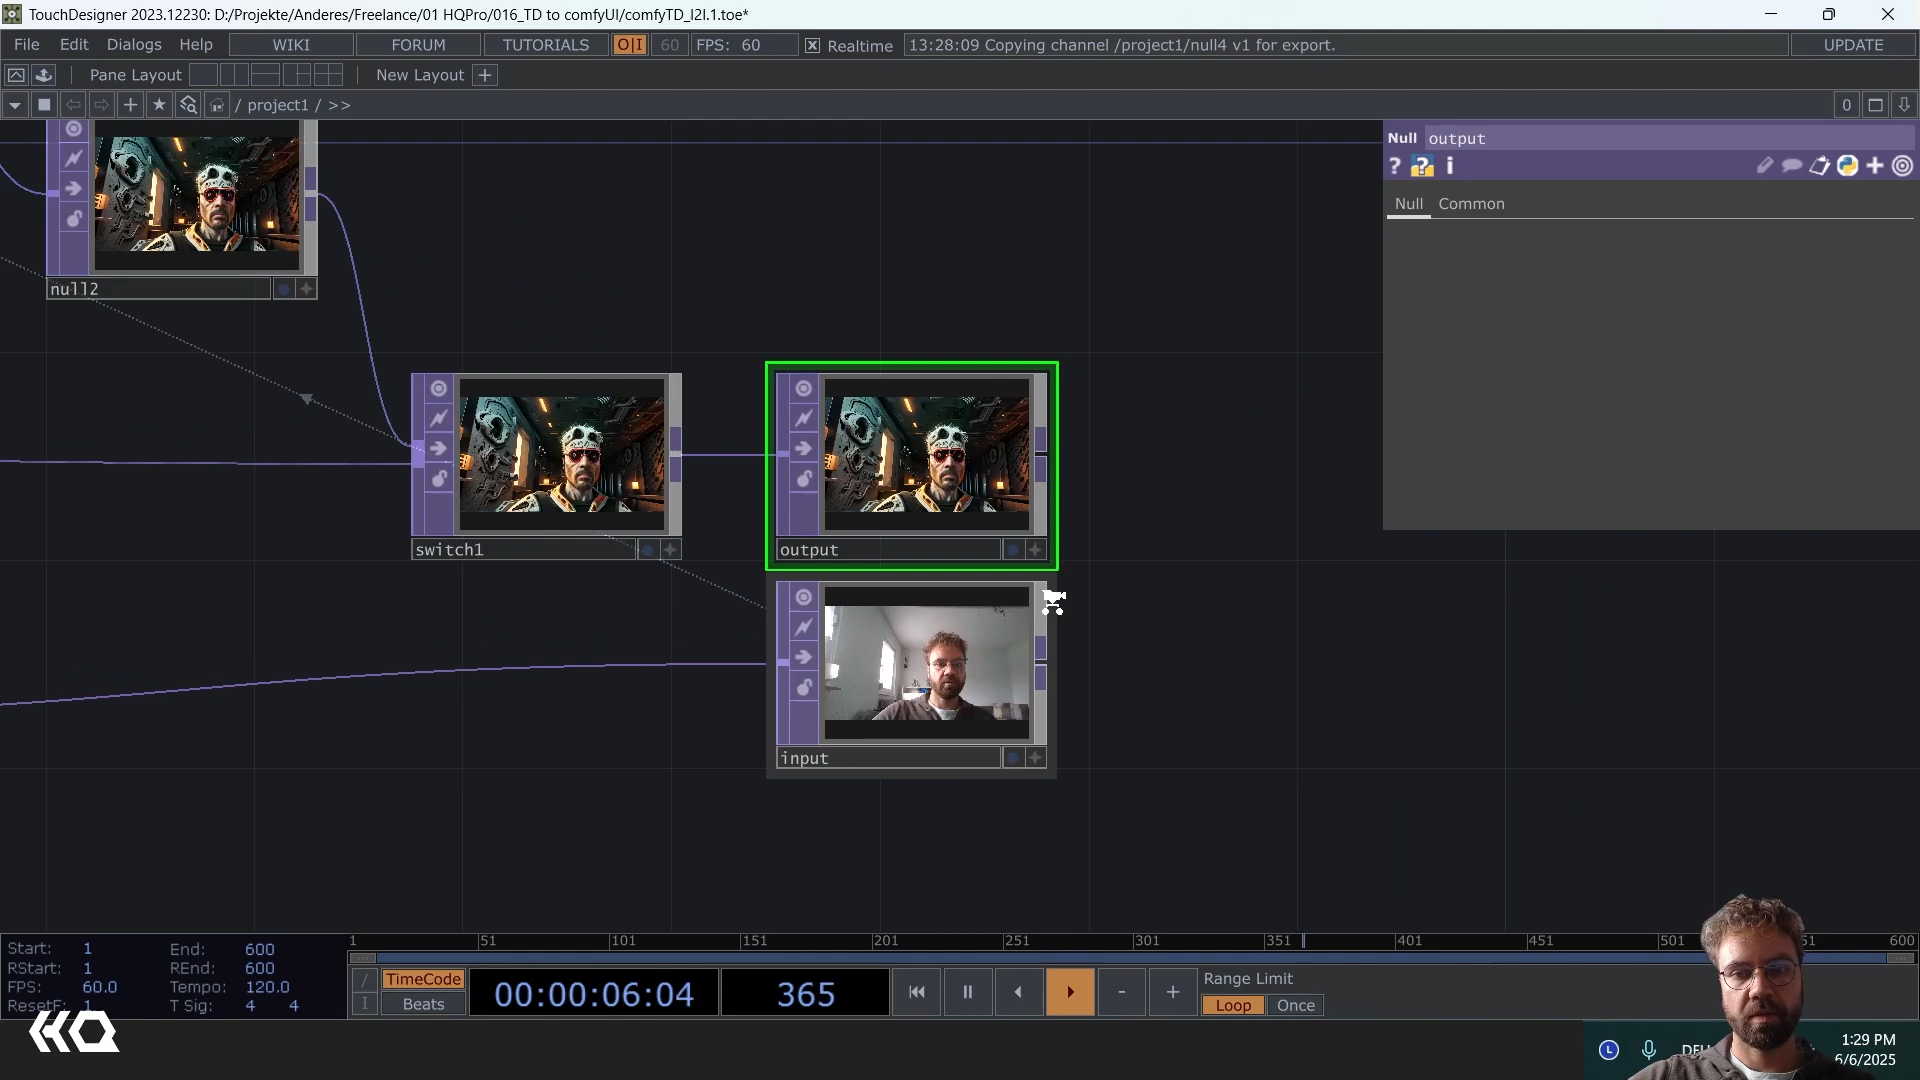 TouchDesigner 2023.12230: D:/Projekte/Anderes/Freelance/01 HQPro/016_TD to comfyUI/comfyTD_I2I.1.toe*
File Edit Dialogs Help WIKI FORUM TUTORIALS O|I 60 FPS: 60 Realtime 13:28:09 Copying channel /project1/null4 v1 for export. UPDATE
Pane Layout New Layout +
/ project1 / >> 0
Null output
? ? i
Null Common
null2
switch1
output
input
Start: 1 End: 600
RStart: 1 REnd: 600
FPS: 60.0 Tempo: 120.0
ResetF: 1 T Sig: 4 4
1 51 101 151 201 251 301 351 401 451 501 600
TimeCode
Beats
00:00:06:04
365
- +
Range Limit
Loop Once
HQ
1:29 PM
6/6/2025